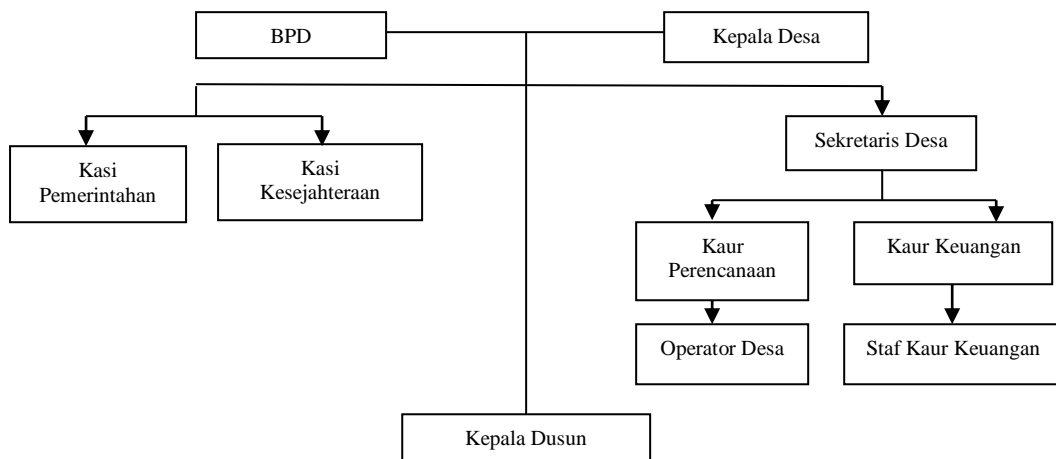 BPD
Kepala Desa
Sekretaris Desa
Kasi
Pemerintahan
Kasi
Kesejahteraan
Kaur
Perencanaan
Kaur Keuangan
Operator Desa
Staf Kaur Keuangan
Kepala Dusun